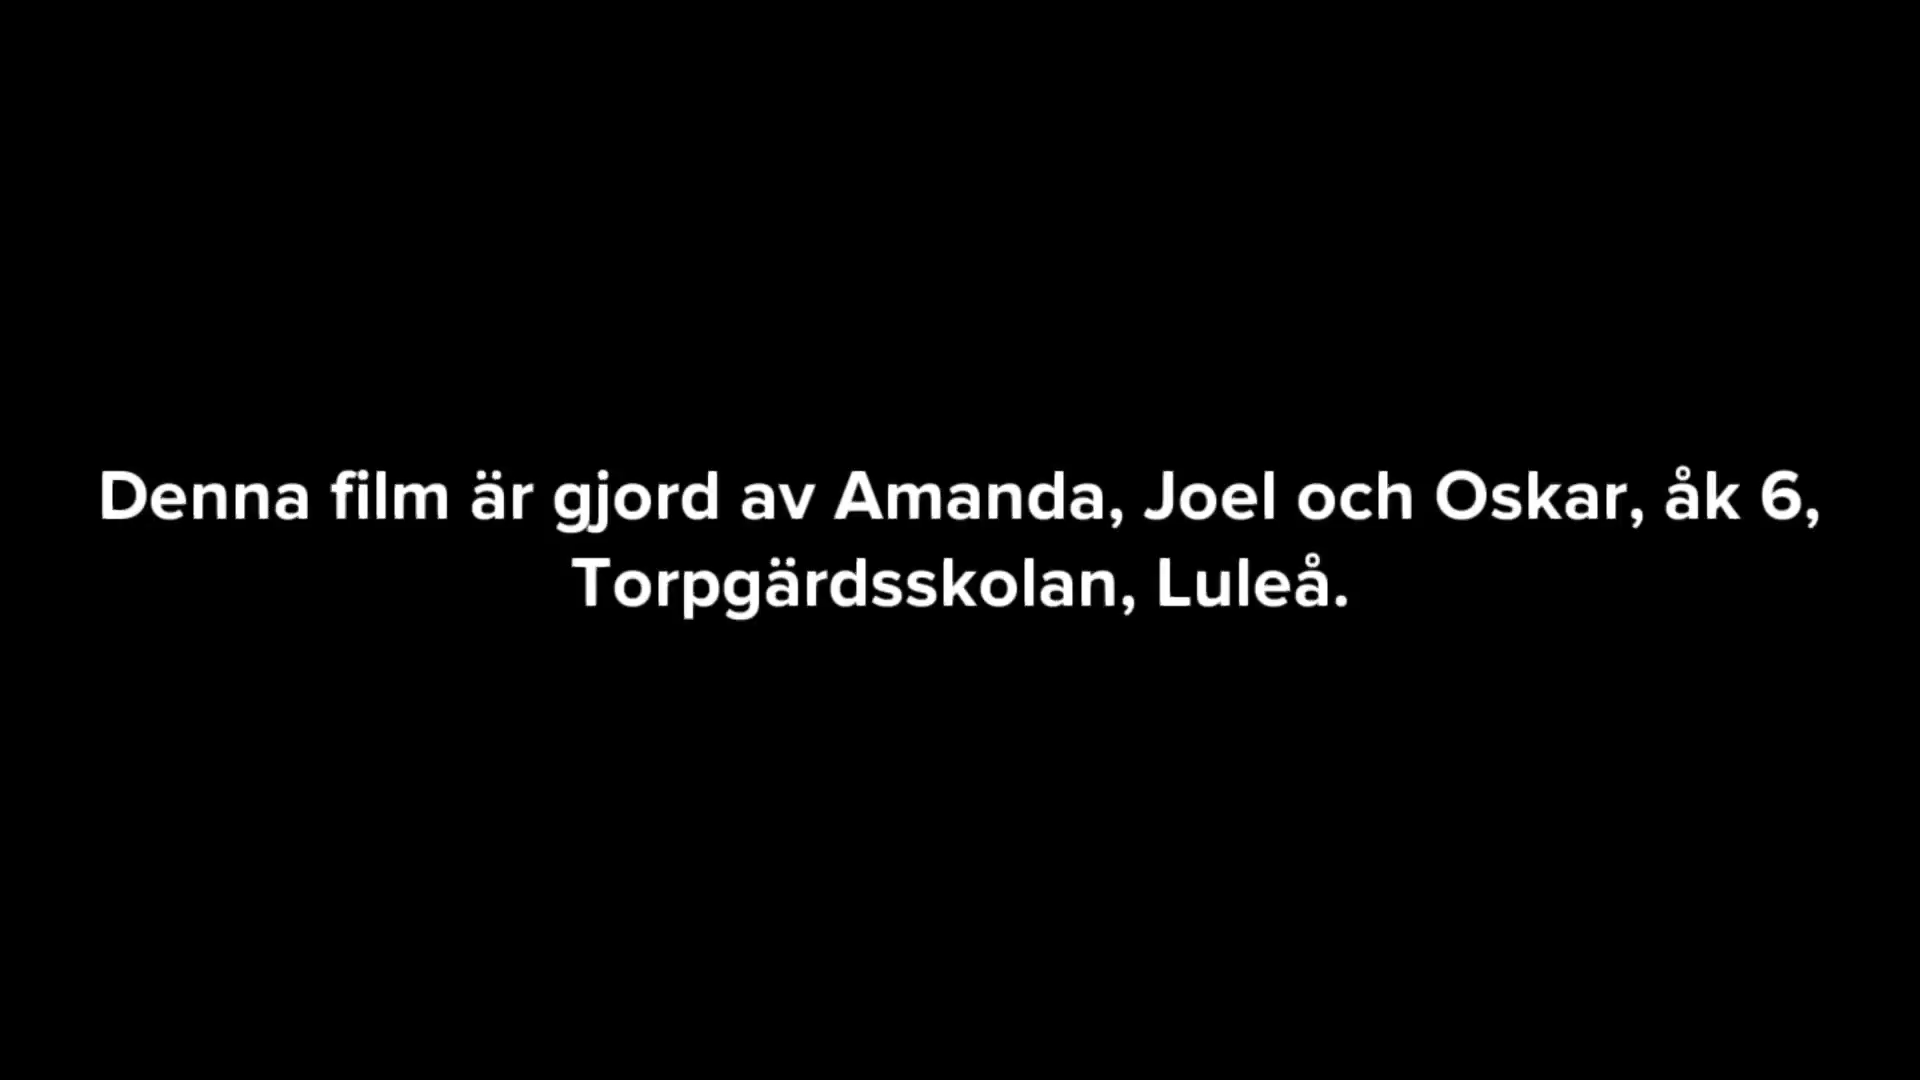 Denna film är gjord av Amanda, Joel och Oskar, åk 6,
Torpgärdsskolan, Luleå.